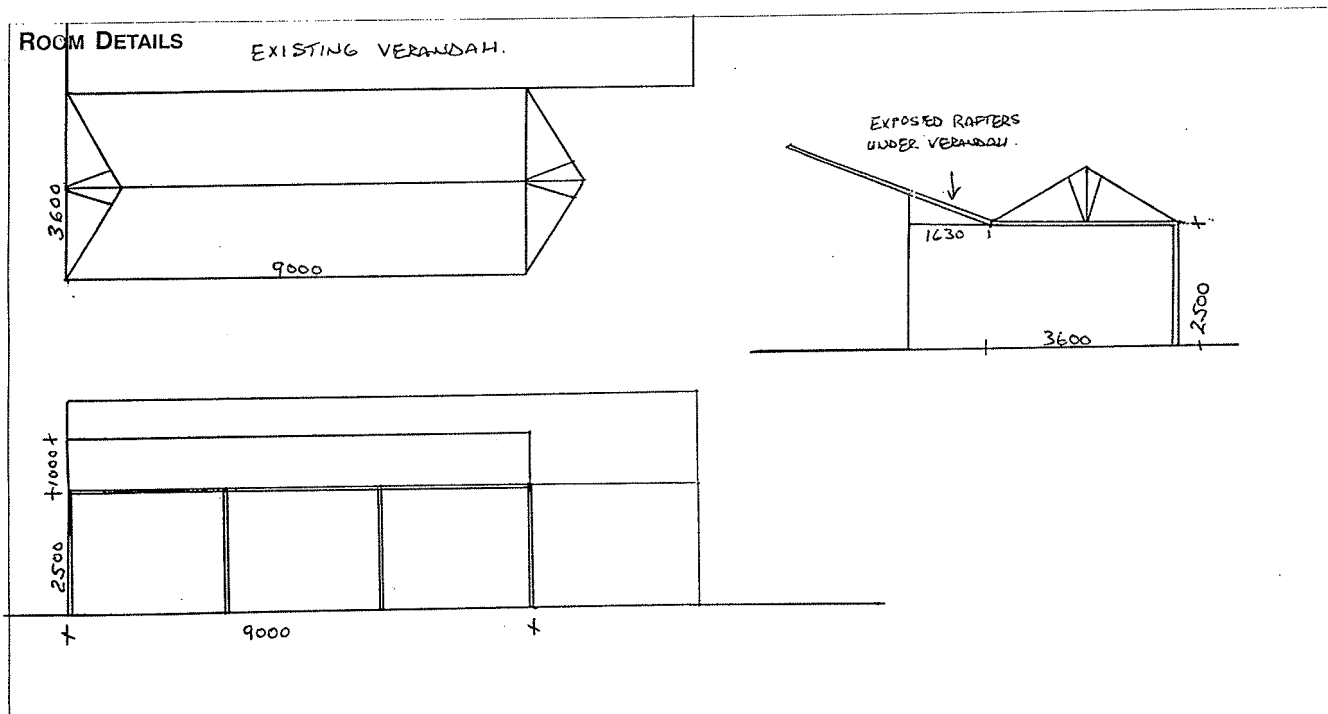 ROOM DETAILS
EXISTING VERANDAH.
3600
9000
EXPOSED RAFTERS
UNDER VERANDAH.
1630
3600
2500
1000
2500
9000